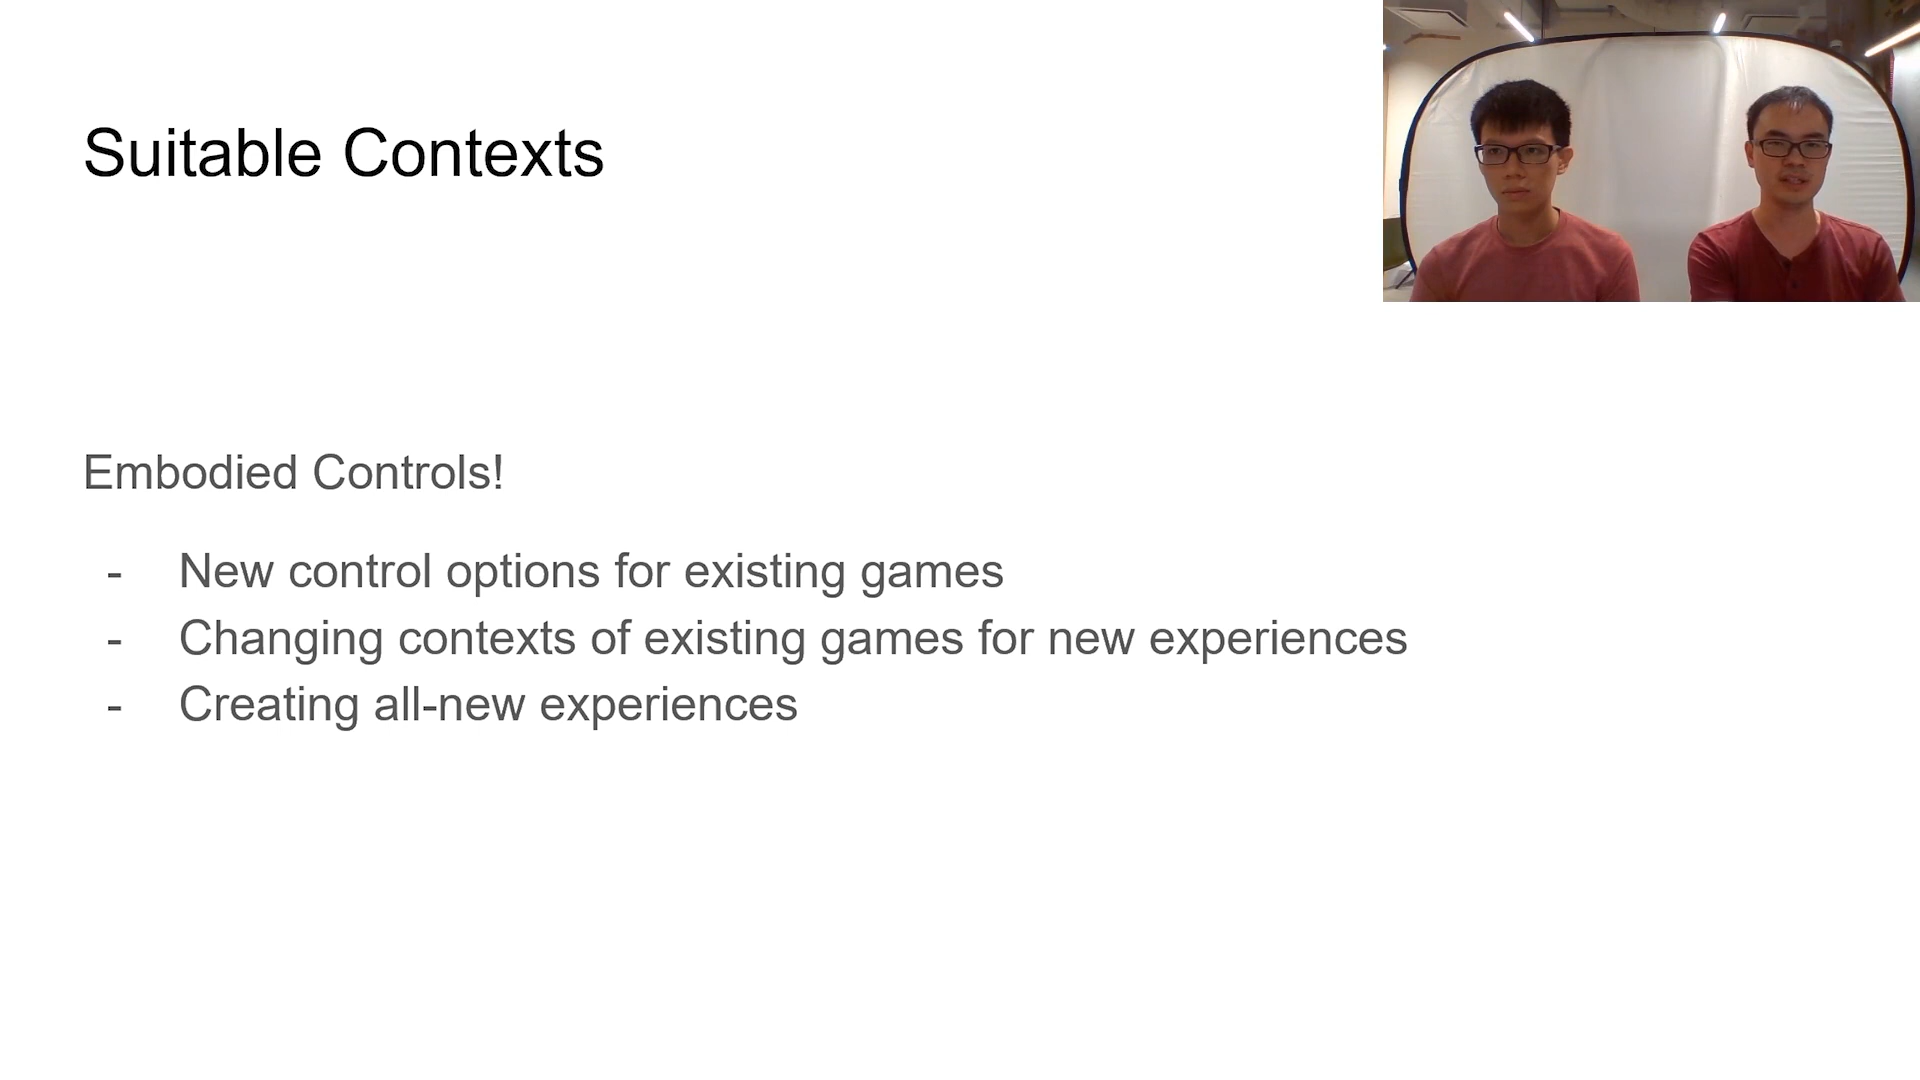 Suitable Contexts
Embodied Controls!
- New control options for existing games
- Changing contexts of existing games for new experiences
- Creating all-new experiences